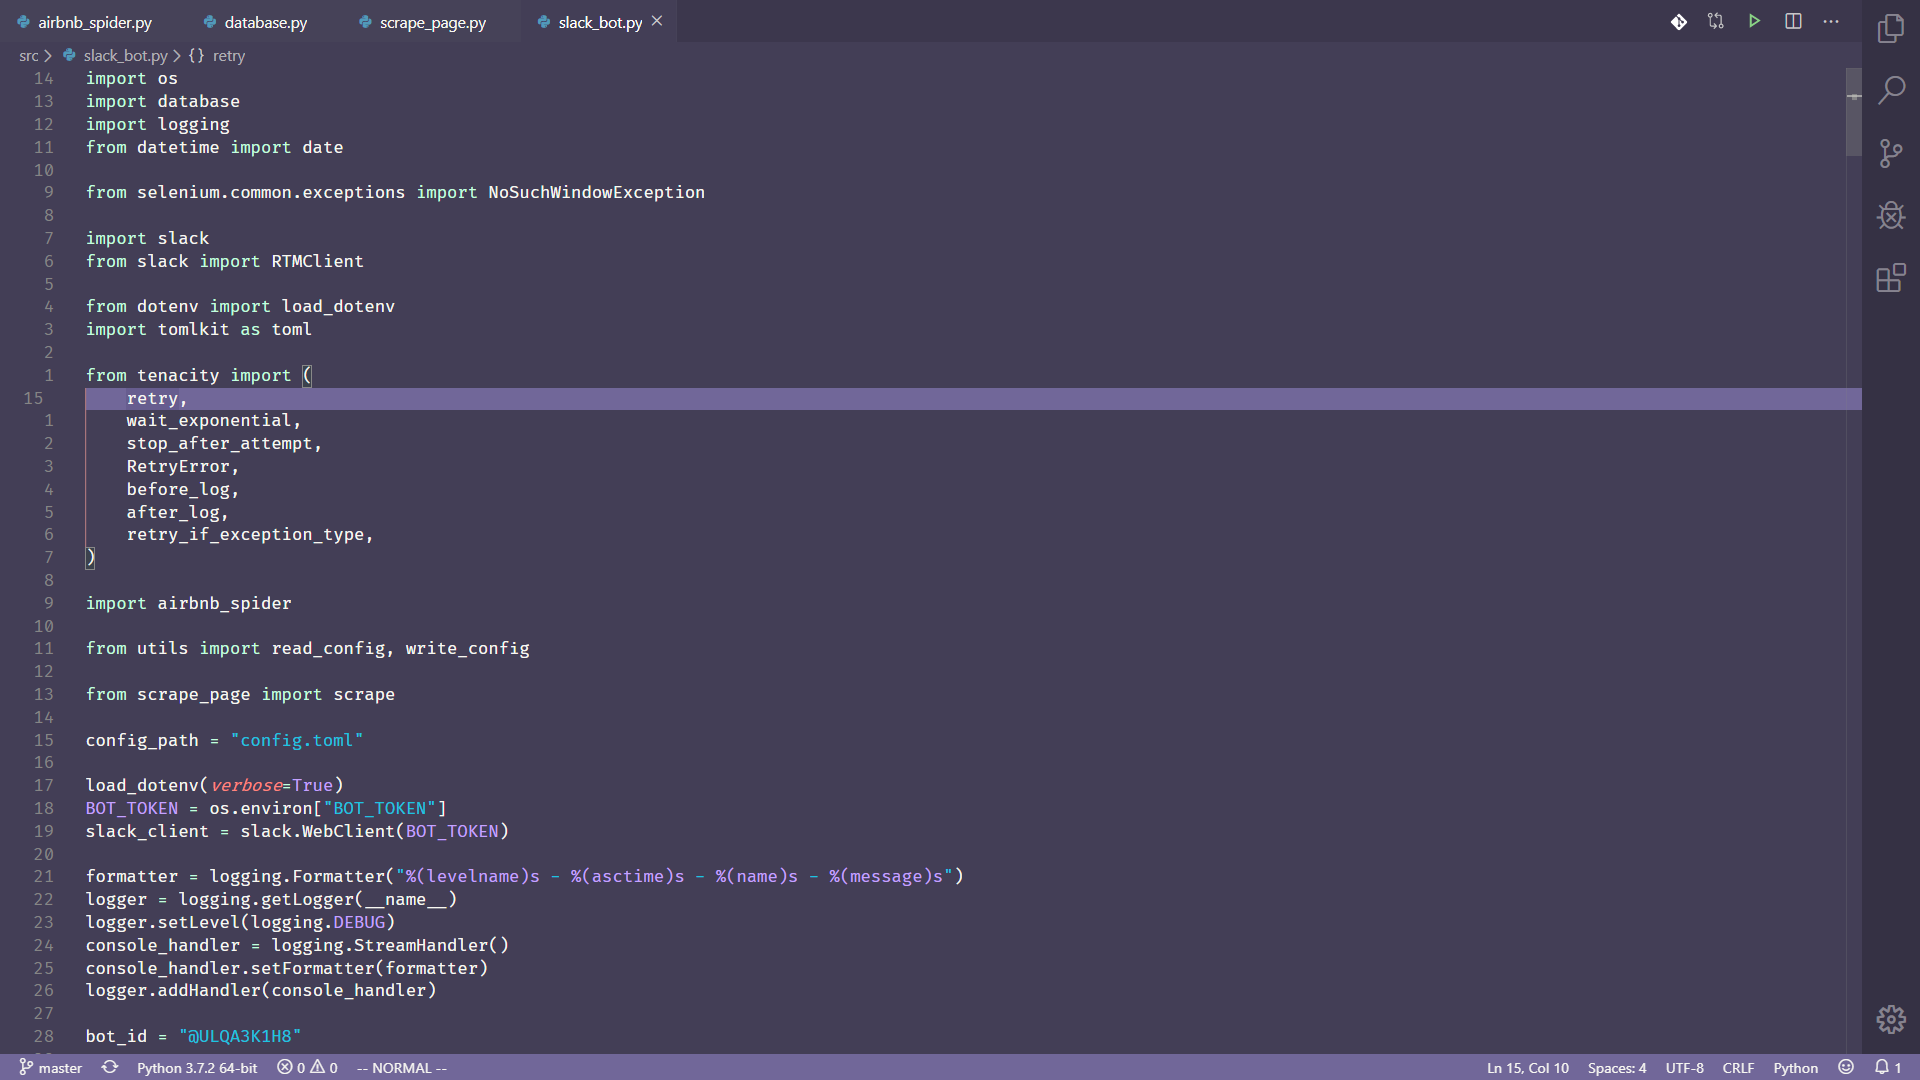 airbnb_spider.py database.py scrape_page.py slack_bot.py
src > slack_bot.py > {} retry
14 import os
13 import database
12 import logging
11 from datetime import date
10
9 from selenium.common.exceptions import NoSuchWindowException
8
7 import slack
6 from slack import RTMClient
5
4 from dotenv import load_dotenv
3 import tomlkit as toml
2
1 from tenacity import (
15 retry,
1 wait_exponential,
2 stop_after_attempt,
3 RetryError,
4 before_log,
5 after_log,
6 retry_if_exception_type,
7 )
8
9 import airbnb_spider
10
11 from utils import read_config, write_config
12
13 from scrape_page import scrape
14
15 config_path = "config.toml"
16
17 load_dotenv(verbose=True)
18 BOT_TOKEN = os.environ["BOT_TOKEN"]
19 slack_client = slack.WebClient(BOT_TOKEN)
20
21 formatter = logging.Formatter("%(levelname)s - %(asctime)s - %(name)s - %(message)s")
22 logger = logging.getLogger(__name__)
23 logger.setLevel(logging.DEBUG)
24 console_handler = logging.StreamHandler()
25 console_handler.setFormatter(formatter)
26 logger.addHandler(console_handler)
27
28 bot_id = "@ULQA3K1H8"
master Python 3.7.2 64-bit 0 0 -- NORMAL -- Ln 15, Col 10 Spaces: 4 UTF-8 CRLF Python 1